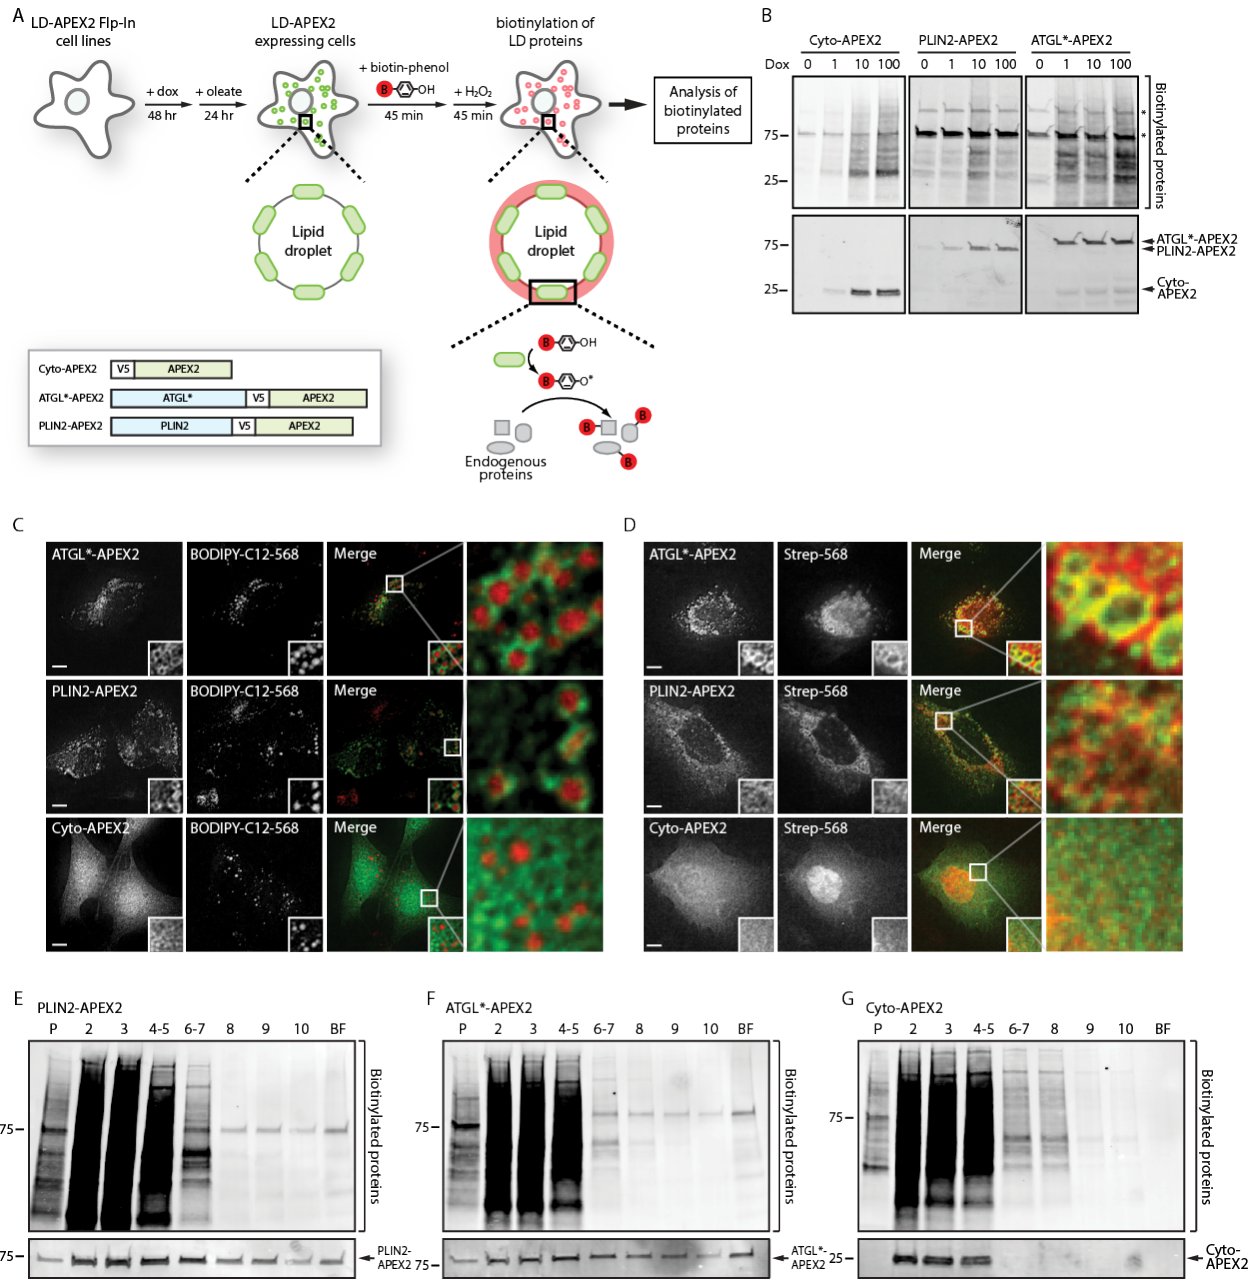 A
LD-APEX2 Flp-In
cell lines
+ dox
48 hr
+ oleate
24 hr
LD-APEX2
expressing cells
+ biotin-phenol
B
OH
45 min
+ H₂O₂
45 min
biotinylation of
LD proteins
Analysis of
biotinylated
proteins
Lipid
droplet
Lipid
droplet
B
OH
B
O*
B
B
B
Endogenous
proteins
Cyto-APEX2
V5
APEX2
ATGL*-APEX2
ATGL*
V5
APEX2
PLIN2-APEX2
PLIN2
V5
APEX2
B
Cyto-APEX2
PLIN2-APEX2
ATGL*-APEX2
Dox
0 1 10 100
0 1 10 100
0 1 10 100
75
25
*
*
Biotinylated proteins
75
25
ATGL*-APEX2
PLIN2-APEX2
Cyto-
APEX2
C
ATGL*-APEX2
BODIPY-C12-568
Merge
PLIN2-APEX2
BODIPY-C12-568
Merge
Cyto-APEX2
BODIPY-C12-568
Merge
D
ATGL*-APEX2
Strep-568
Merge
PLIN2-APEX2
Strep-568
Merge
Cyto-APEX2
Strep-568
Merge
E
PLIN2-APEX2
P 2 3 4-5 6-7 8 9 10 BF
75
Biotinylated proteins
75
PLIN2-
APEX2
F
ATGL*-APEX2
P 2 3 4-5 6-7 8 9 10 BF
75
Biotinylated proteins
75
ATGL*-
APEX2
G
Cyto-APEX2
P 2 3 4-5 6-7 8 9 10 BF
75
Biotinylated proteins
25
Cyto-
APEX2